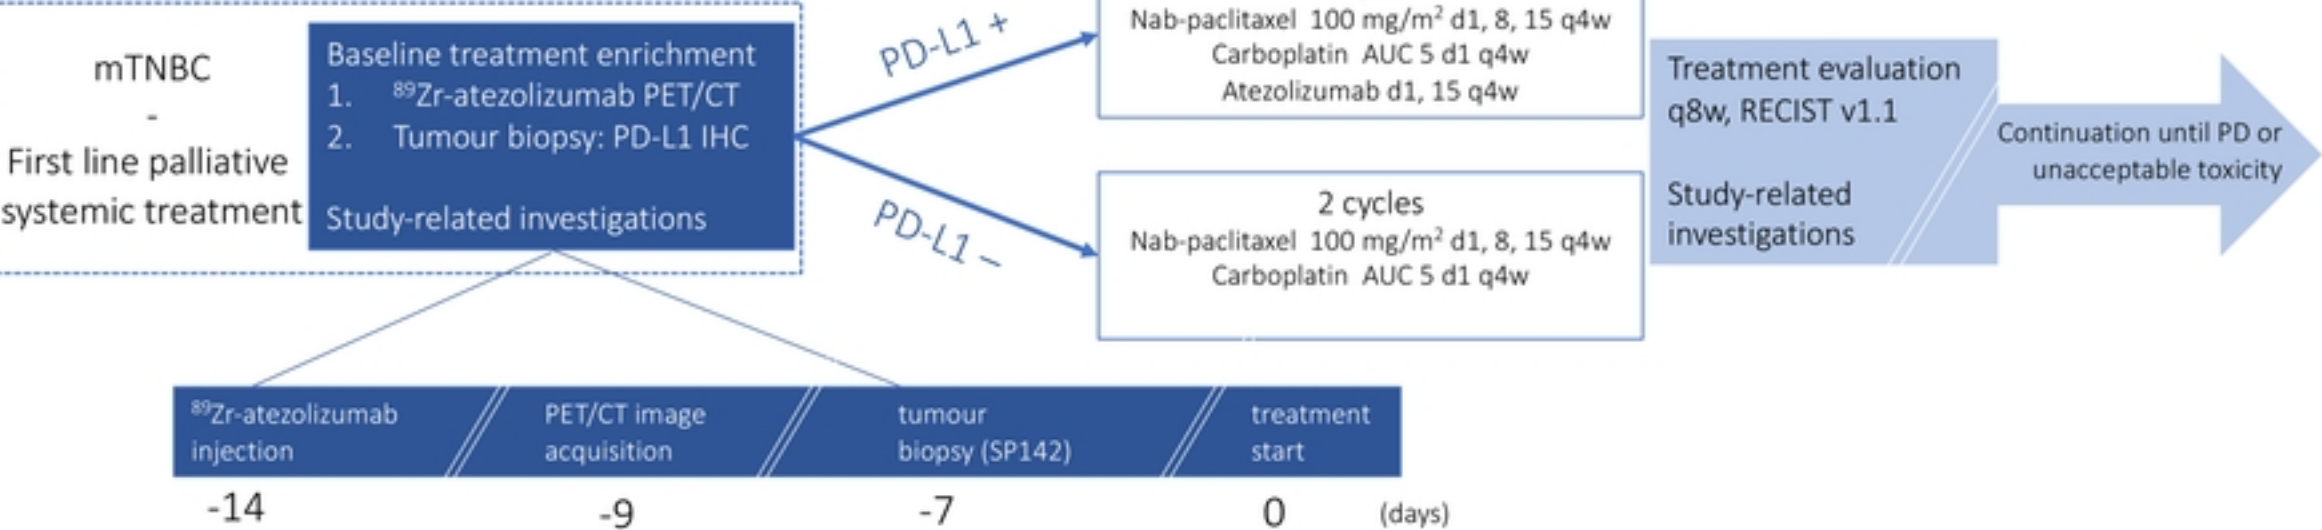 mTNBC
-
First line palliative
systemic treatment
Baseline treatment enrichment
1. ⁸⁹Zr-atezolizumab PET/CT
2. Tumour biopsy: PD-L1 IHC
Study-related investigations
PD-L1 +
PD-L1 –
Nab-paclitaxel 100 mg/m² d1, 8, 15 q4w
Carboplatin AUC 5 d1 q4w
Atezolizumab d1, 15 q4w
2 cycles
Nab-paclitaxel 100 mg/m² d1, 8, 15 q4w
Carboplatin AUC 5 d1 q4w
Treatment evaluation
q8w, RECIST v1.1
Study-related
investigations
Continuation until PD or
unacceptable toxicity
⁸⁹Zr-atezolizumab
injection
PET/CT image
acquisition
tumour
biopsy (SP142)
treatment
start
-14
-9
-7
0
(days)